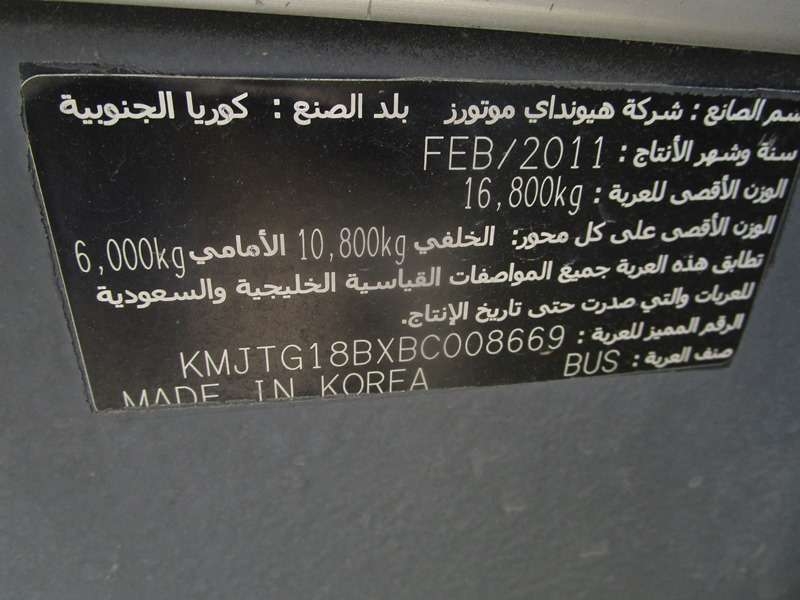 إسم الصانع : شركة هيونداي موتورز بلد الصنع : كوريا الجنوبية
سنة وشهر الأنتاج : FEB/2011
الوزن الأقصى للعربة : 16,800kg
الوزن الأقصى على كل محور: الخلفي 10,800kg الأمامي 6,000kg
تطابق هذه العربة جميع المواصفات القياسية الخليجية والسعودية
للعربات والتي صدرت حتى تاريخ الإنتاج.
الرقم المميز للعربة : KMJTG18BXBC008669
صنف العربة : BUS
MADE IN KOREA